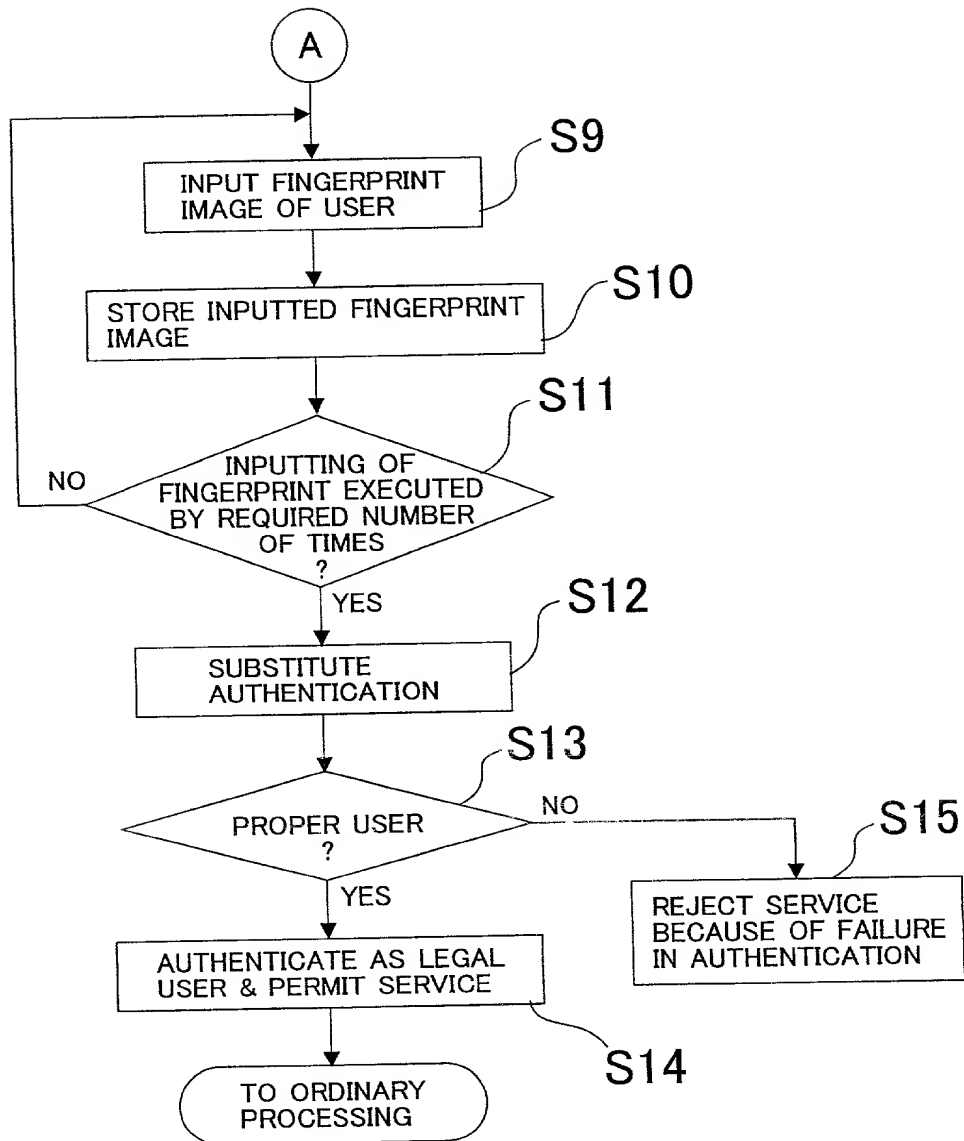 A
S9
INPUT FINGERPRINT
IMAGE OF USER
S10
STORE INPUTTED FINGERPRINT
IMAGE
S11
INPUTTING OF
FINGERPRINT EXECUTED
BY REQUIRED NUMBER
OF TIMES
?
NO
YES
S12
SUBSTITUTE
AUTHENTICATION
S13
PROPER USER
?
NO
YES
S15
REJECT SERVICE
BECAUSE OF FAILURE
IN AUTHENTICATION
AUTHENTICATE AS LEGAL
USER & PERMIT SERVICE
S14
TO ORDINARY
PROCESSING